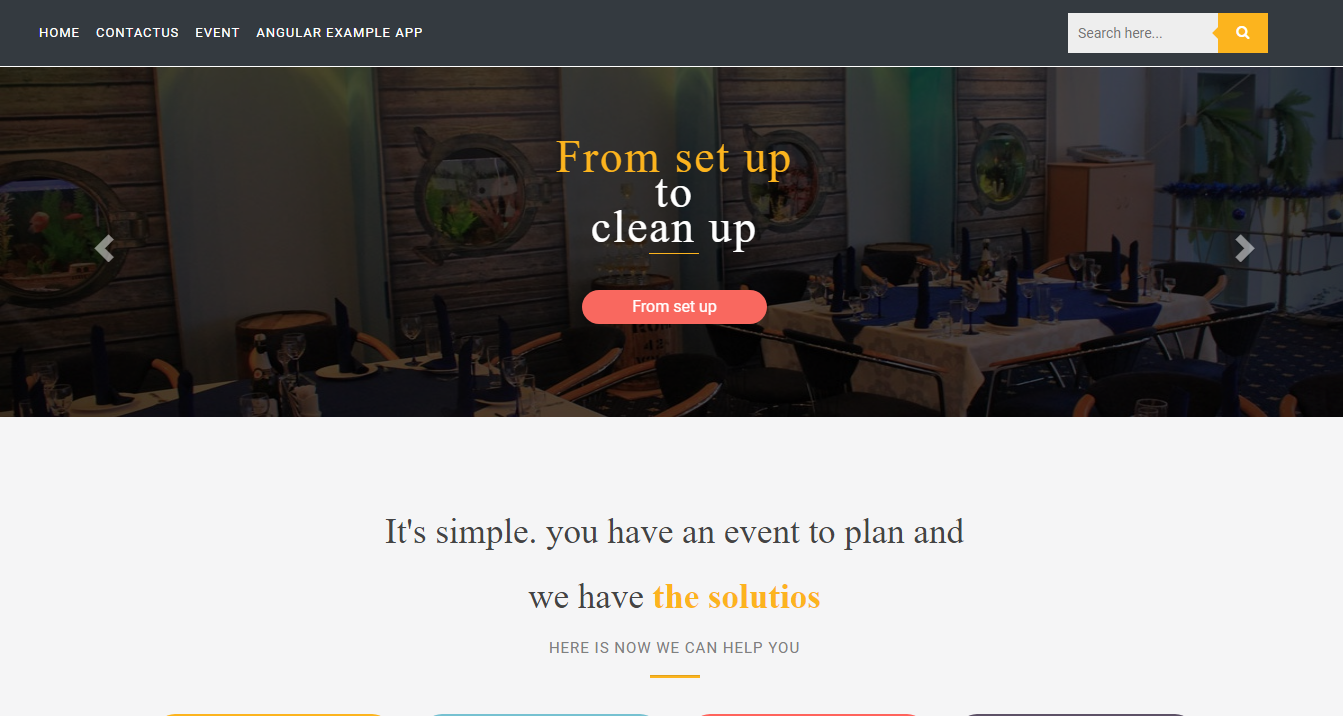 HOME CONTACTUS EVENT ANGULAR EXAMPLE APP Search here...
From set up
to
clean up
From set up
It's simple. you have an event to plan and
we have the solutios
HERE IS NOW WE CAN HELP YOU